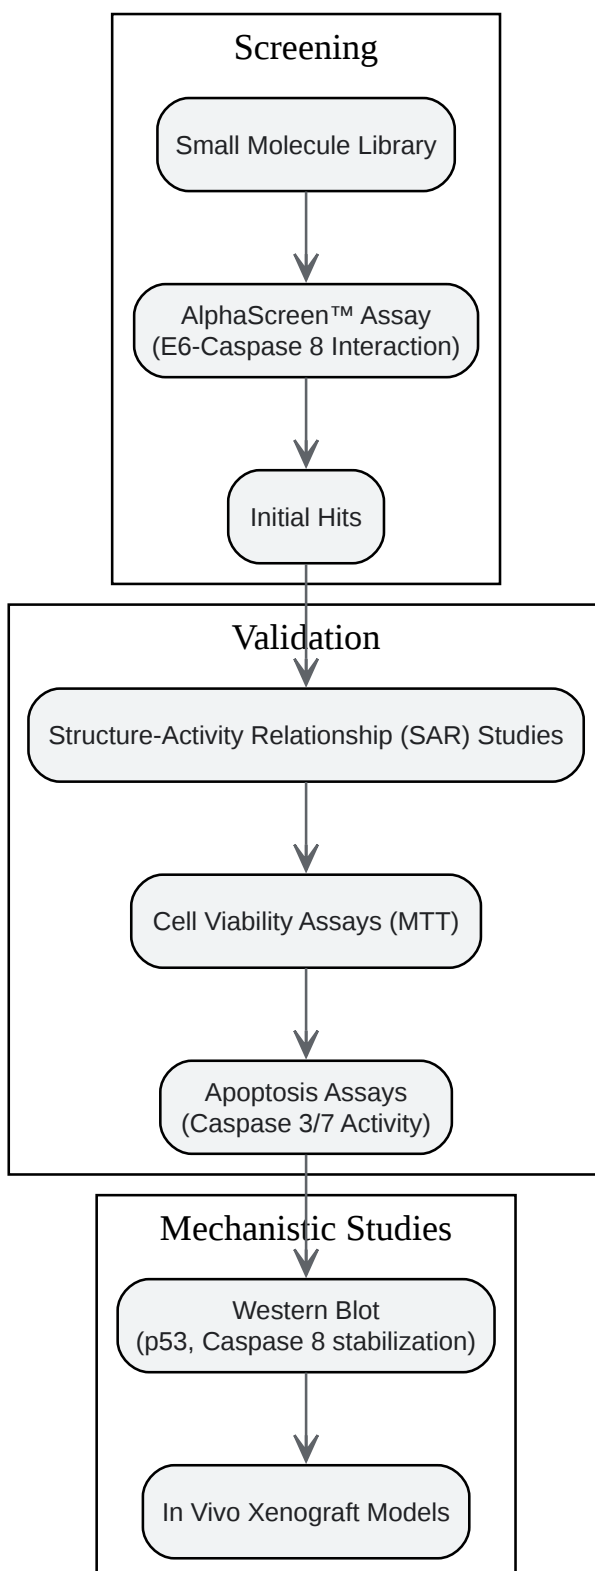 Screening
Small Molecule Library
AlphaScreen™ Assay
(E6-Caspase 8 Interaction)
Initial Hits
Validation
Structure-Activity Relationship (SAR) Studies
Cell Viability Assays (MTT)
Apoptosis Assays
(Caspase 3/7 Activity)
Mechanistic Studies
Western Blot
(p53, Caspase 8 stabilization)
In Vivo Xenograft Models